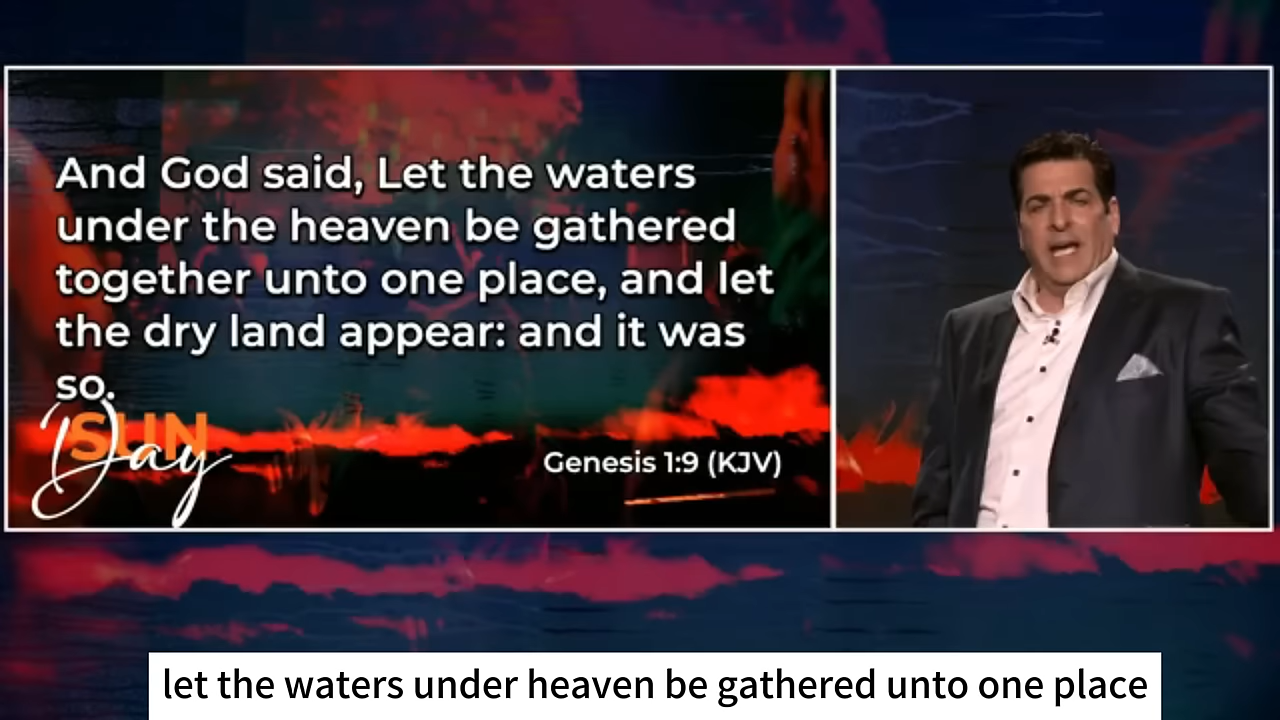 And God said, Let the waters
under the heaven be gathered
together unto one place, and let
the dry land appear: and it was
so.
SUN
Day
Genesis 1:9 (KJV)
let the waters under heaven be gathered unto one place